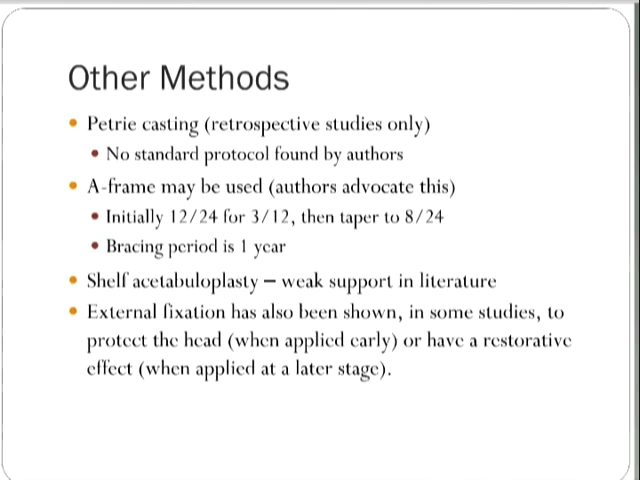 Other Methods
• Petrie casting (retrospective studies only)
• No standard protocol found by authors
• A-frame may be used (authors advocate this)
• Initially 12/24 for 3/12, then taper to 8/24
• Bracing period is 1 year
• Shelf acetabuloplasty – weak support in literature
• External fixation has also been shown, in some studies, to
protect the head (when applied early) or have a restorative
effect (when applied at a later stage).